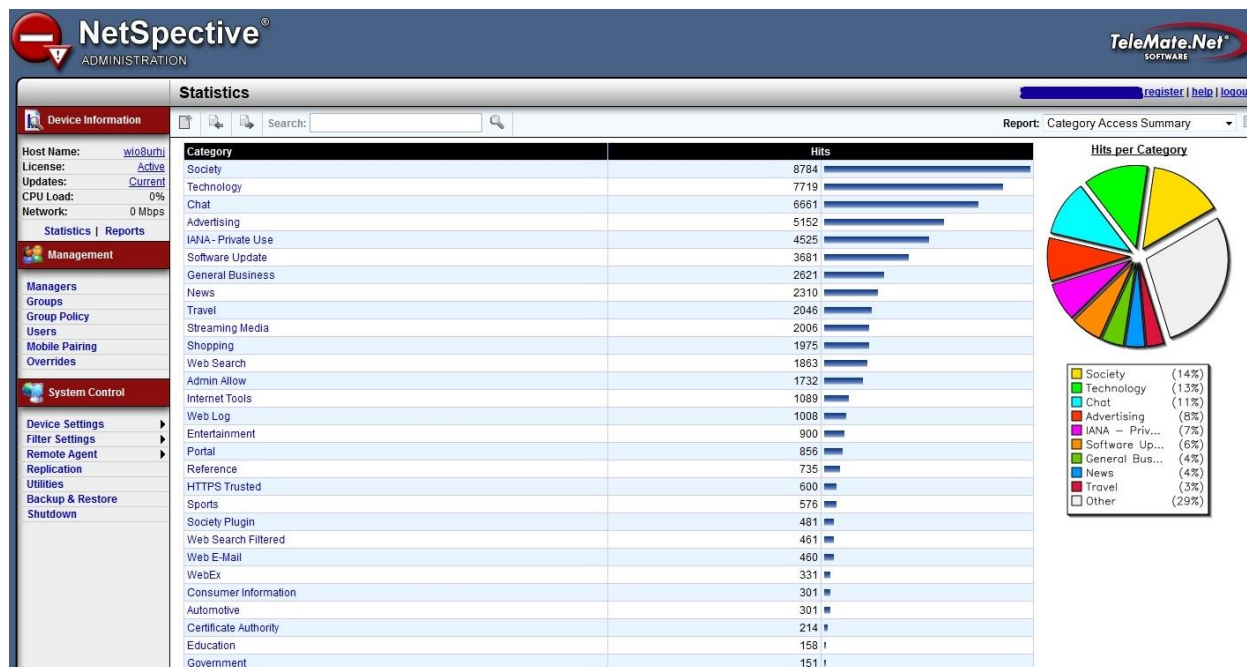 NetSpective®
ADMINISTRATION
TeleMate.Net®
SOFTWARE
Statistics
register | help | logou
Device Information
Search:
Report: Category Access Summary
Host Name: wio8urhj
License: Active
Updates: Current
CPU Load: 0%
Network: 0 Mbps
Statistics | Reports
Management
Managers
Groups
Group Policy
Users
Mobile Pairing
Overrides
System Control
Device Settings
Filter Settings
Remote Agent
Replication
Utilities
Backup & Restore
Shutdown
Category Hits
Society 8784
Technology 7719
Chat 6661
Advertising 5152
IANA - Private Use 4525
Software Update 3681
General Business 2621
News 2310
Travel 2046
Streaming Media 2006
Shopping 1975
Web Search 1863
Admin Allow 1732
Internet Tools 1089
Web Log 1008
Entertainment 900
Portal 856
Reference 735
HTTPS Trusted 600
Sports 576
Society Plugin 481
Web Search Filtered 461
Web E-Mail 460
WebEx 331
Consumer Information 301
Automotive 301
Certificate Authority 214
Education 158
Government 151
Hits per Category
Society (14%)
Technology (13%)
Chat (11%)
Advertising (8%)
IANA - Priv... (7%)
Software Up... (6%)
General Bus... (4%)
News (4%)
Travel (3%)
Other (29%)